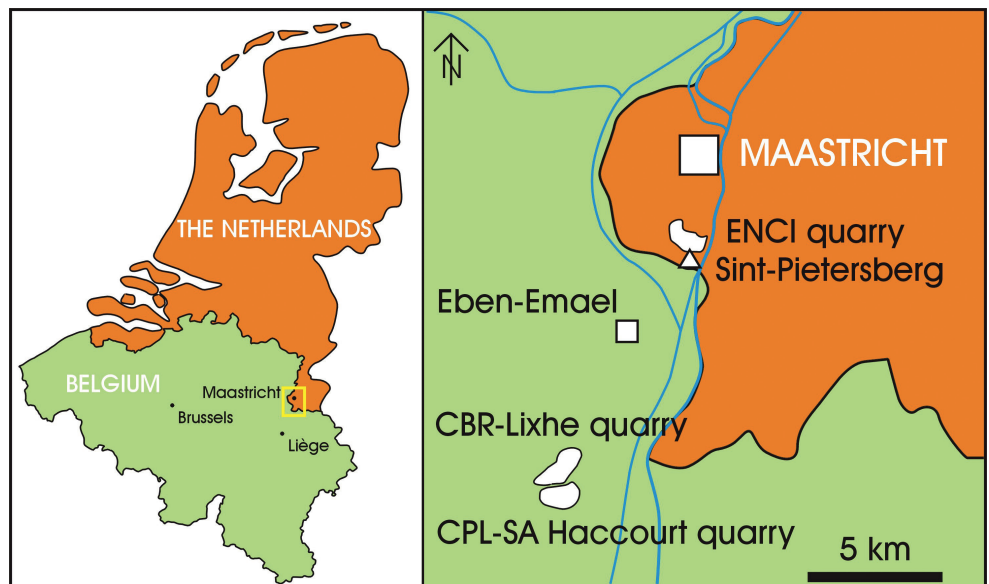 THE NETHERLANDS
BELGIUM
Maastricht
Brussels
Liège
N
MAASTRICHT
ENCI quarry
Sint-Pietersberg
Eben-Emael
CBR-Lixhe quarry
CPL-SA Haccourt quarry
5 km